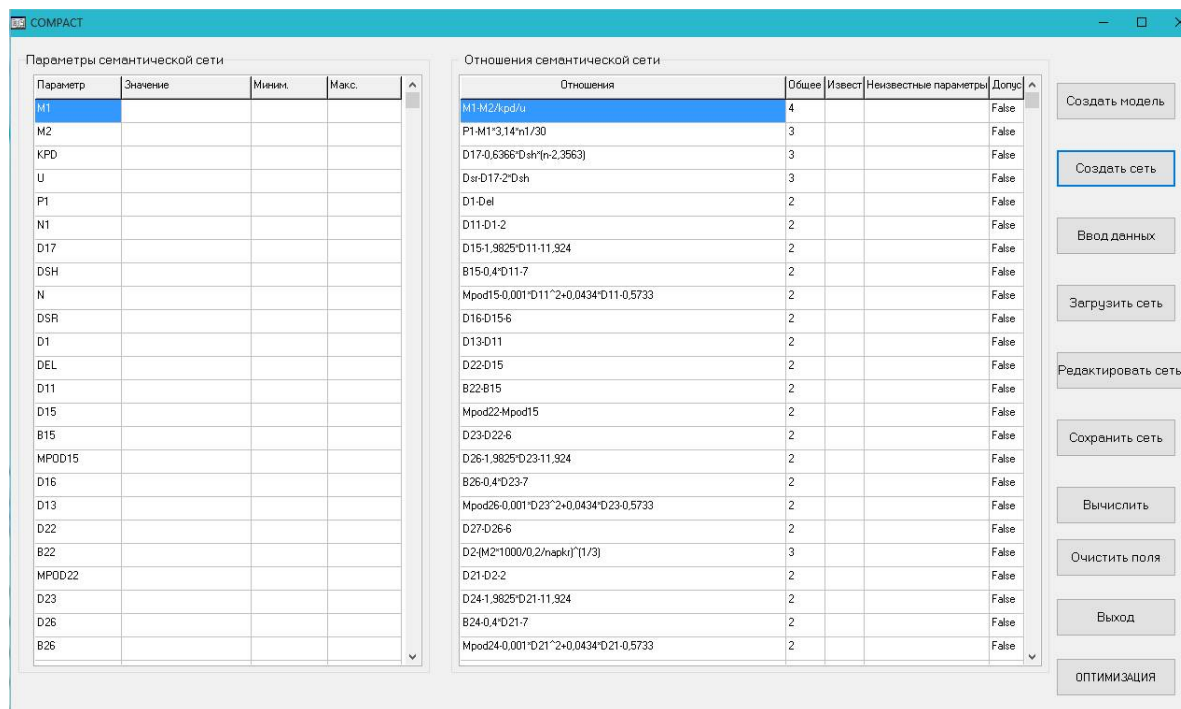 COMPACT
Параметры семантической сети
Параметр Значение Миним. Макс.
M1
M2
KPD
U
P1
N1
D17
DSH
N
DSR
D1
DEL
D11
D15
B15
MPOD15
D16
D13
D22
B22
MPOD22
D23
D26
B26
Отношения семантической сети
Отношения Общее Извест Неизвестные параметры Допус
M1-M2/kpd/u 4 False
P1-M1*3,14*n1/30 3 False
D17-0,6366*Dsh*(n-2,3563) 3 False
Dsr-D17-2*Dsh 3 False
D1-Del 2 False
D11-D1-2 2 False
D15-1,9825*D11-11,924 2 False
B15-0,4*D11-7 2 False
Mpod15-0,001*D11^2+0,0434*D11-0,5733 2 False
D16-D15-6 2 False
D13-D11 2 False
D22-D15 2 False
B22-B15 2 False
Mpod22-Mpod15 2 False
D23-D22-6 2 False
D26-1,9825*D23-11,924 2 False
B26-0,4*D23-7 2 False
Mpod26-0,001*D23^2+0,0434*D23-0,5733 2 False
D27-D26-6 2 False
D2-(M2*1000/0,2/napkr)^(1/3) 3 False
D21-D2-2 2 False
D24-1,9825*D21-11,924 2 False
B24-0,4*D21-7 2 False
Mpod24-0,001*D21^2+0,0434*D21-0,5733 2 False
Создать модель
Создать сеть
Ввод данных
Загрузить сеть
Редактировать сеть
Сохранить сеть
Вычислить
Очистить поля
Выход
ОПТИМИЗАЦИЯ